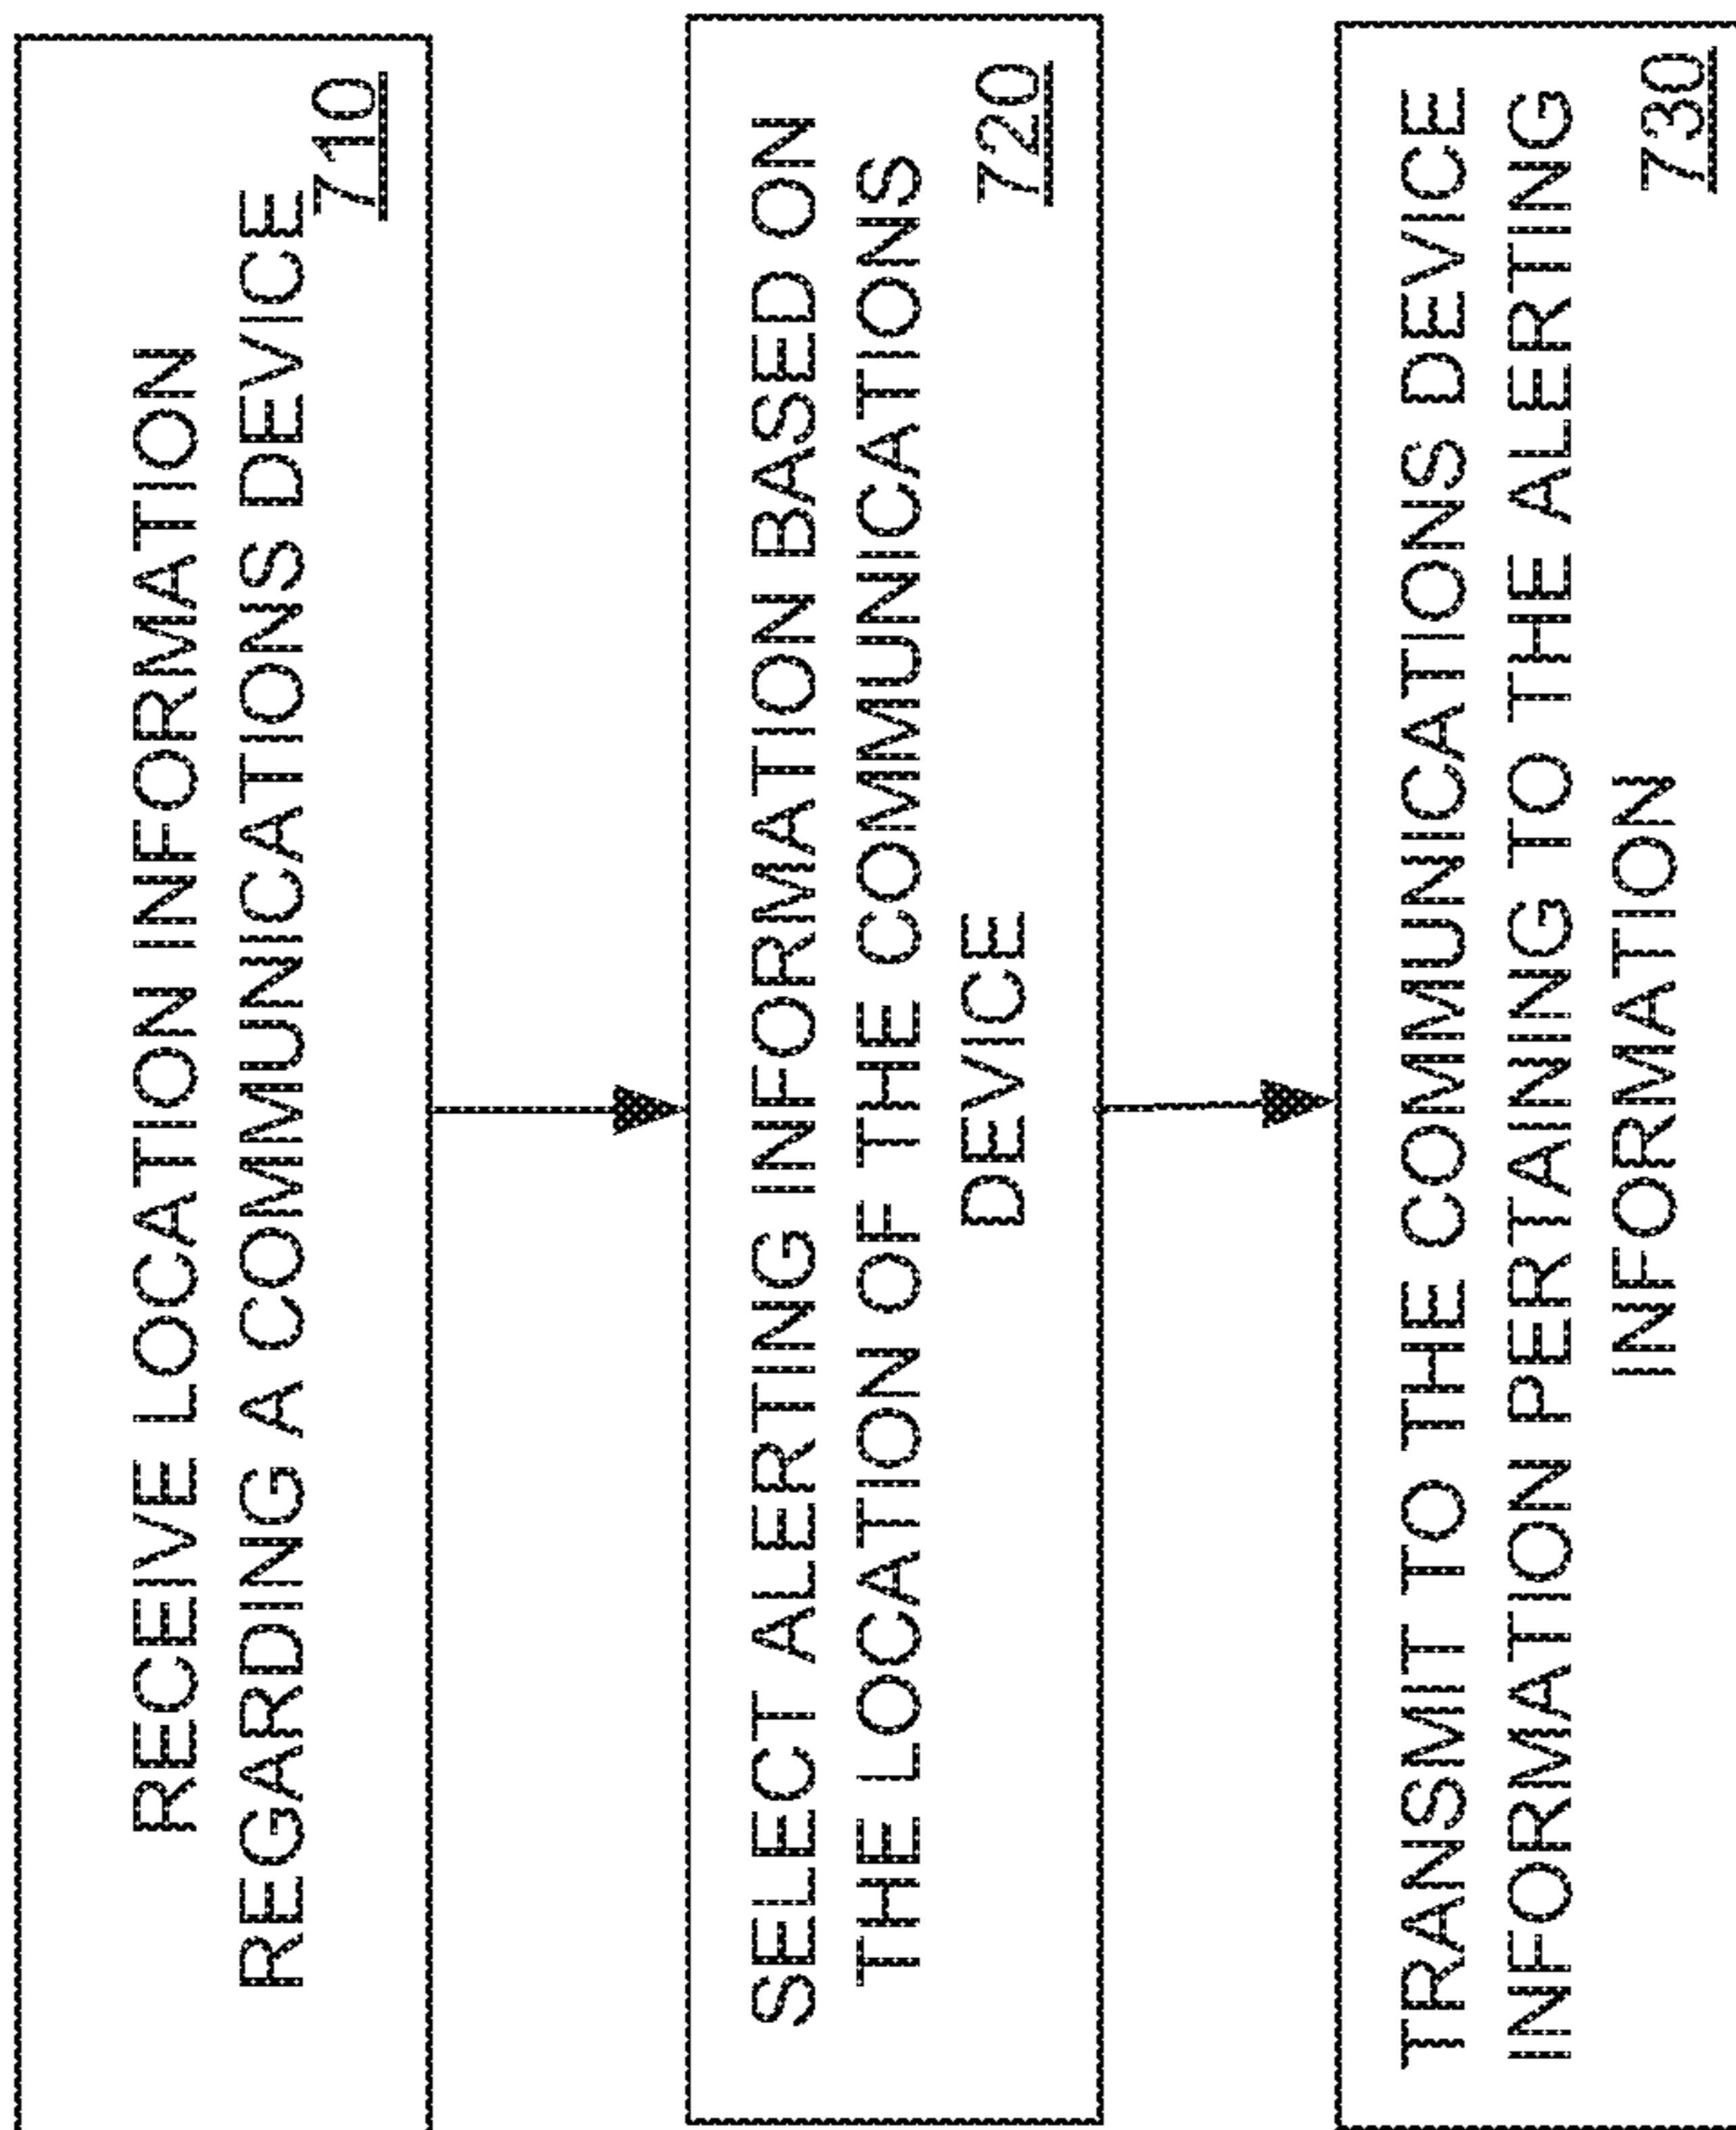 RECEIVE LOCATION INFORMATION
REGARDING A COMMUNICATIONS DEVICE
710
SELECT ALERTING INFORMATION BASED ON
THE LOCATION OF THE COMMUNICATIONS
DEVICE
720
TRANSMIT TO THE COMMUNICATIONS DEVICE
INFORMATION PERTAINING TO THE ALERTING
INFORMATION
730